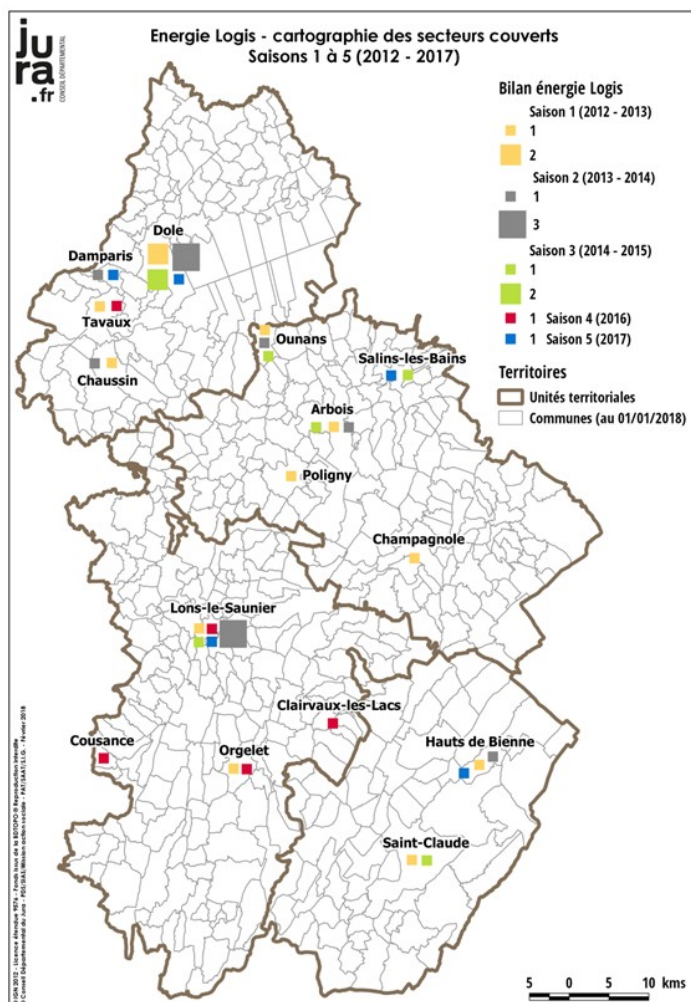 jura
.fr
CONSEIL DÉPARTEMENTAL
Energie Logis - cartographie des secteurs couverts
Saisons 1 à 5 (2012 - 2017)
Bilan énergie Logis
Saison 1 (2012 - 2013)
1
2
Saison 2 (2013 - 2014)
1
3
Saison 3 (2014 - 2015)
1
2
1 Saison 4 (2016)
1 Saison 5 (2017)
Territoires
Unités territoriales
Communes (au 01/01/2018)
Dole
Damparis
Tavaux
Chaussin
Ounans
Salins-les-Bains
Arbois
Poligny
Champagnole
Lons-le-Saunier
Clairvaux-les-Lacs
Cousance
Orgelet
Hauts de Bienne
Saint-Claude
5 0 5 10 kms